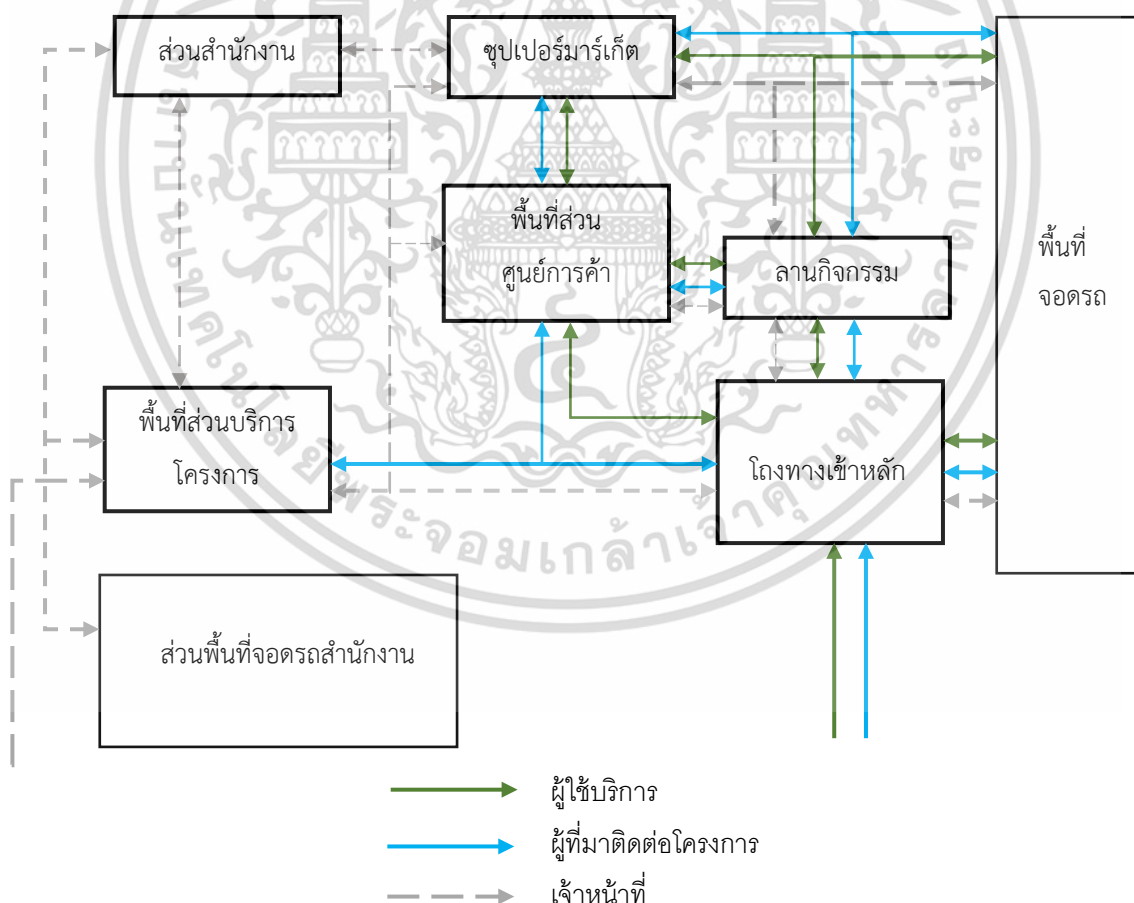 ส่วนสำนักงาน
ซุปเปอร์มาร์เก็ต
พื้นที่ส่วน
ศูนย์การค้า
ลานกิจกรรม
พื้นที่
จอดรถ
พื้นที่ส่วนบริการ
โครงการ
โถงทางเข้าหลัก
ส่วนพื้นที่จอดรถสำนักงาน
ผู้ใช้บริการ
ผู้ที่มาติดต่อโครงการ
เจ้าหน้าที่